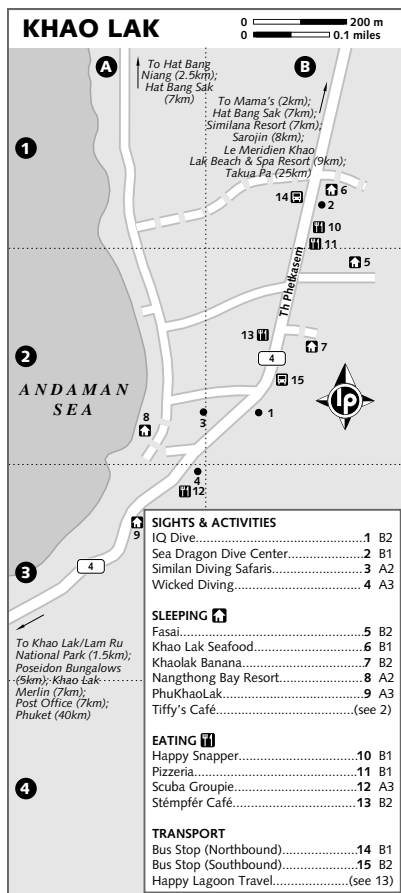 KHAO LAK
0 200 m
0 0.1 miles
A
B
To Hat Bang
Niang (2.5km);
Hat Bang Sak
(7km)
To Mama's (2km);
Hat Bang Sak (7km);
Similana Resort (7km);
Sarojin (8km);
Le Meridien Khao
Lak Beach & Spa Resort (9km);
Takua Pa (25km)
1
14
6
2
10
11
5
Th Phetkasem
13
7
4
2
15
ANDAMAN
SEA
lp
8
3
1
4
12
9
4
3
To Khao Lak/Lam Ru
National Park (1.5km);
Poseidon Bungalows
(5km); Khao Lak
Merlin (7km);
Post Office (7km);
Phuket (40km)
4
SIGHTS & ACTIVITIES
IQ Dive 1 B2
Sea Dragon Dive Center 2 B1
Similan Diving Safaris 3 A2
Wicked Diving 4 A3
SLEEPING
Fasai 5 B2
Khao Lak Seafood 6 B1
Khaolak Banana 7 B2
Nangthong Bay Resort 8 A2
PhuKhaoLak 9 A3
Tiffy's Café (see 2)
EATING
Happy Snapper 10 B1
Pizzeria 11 B1
Scuba Groupie 12 A3
Stémpfér Café 13 B2
TRANSPORT
Bus Stop (Northbound) 14 B1
Bus Stop (Southbound) 15 B2
Happy Lagoon Travel (see 13)